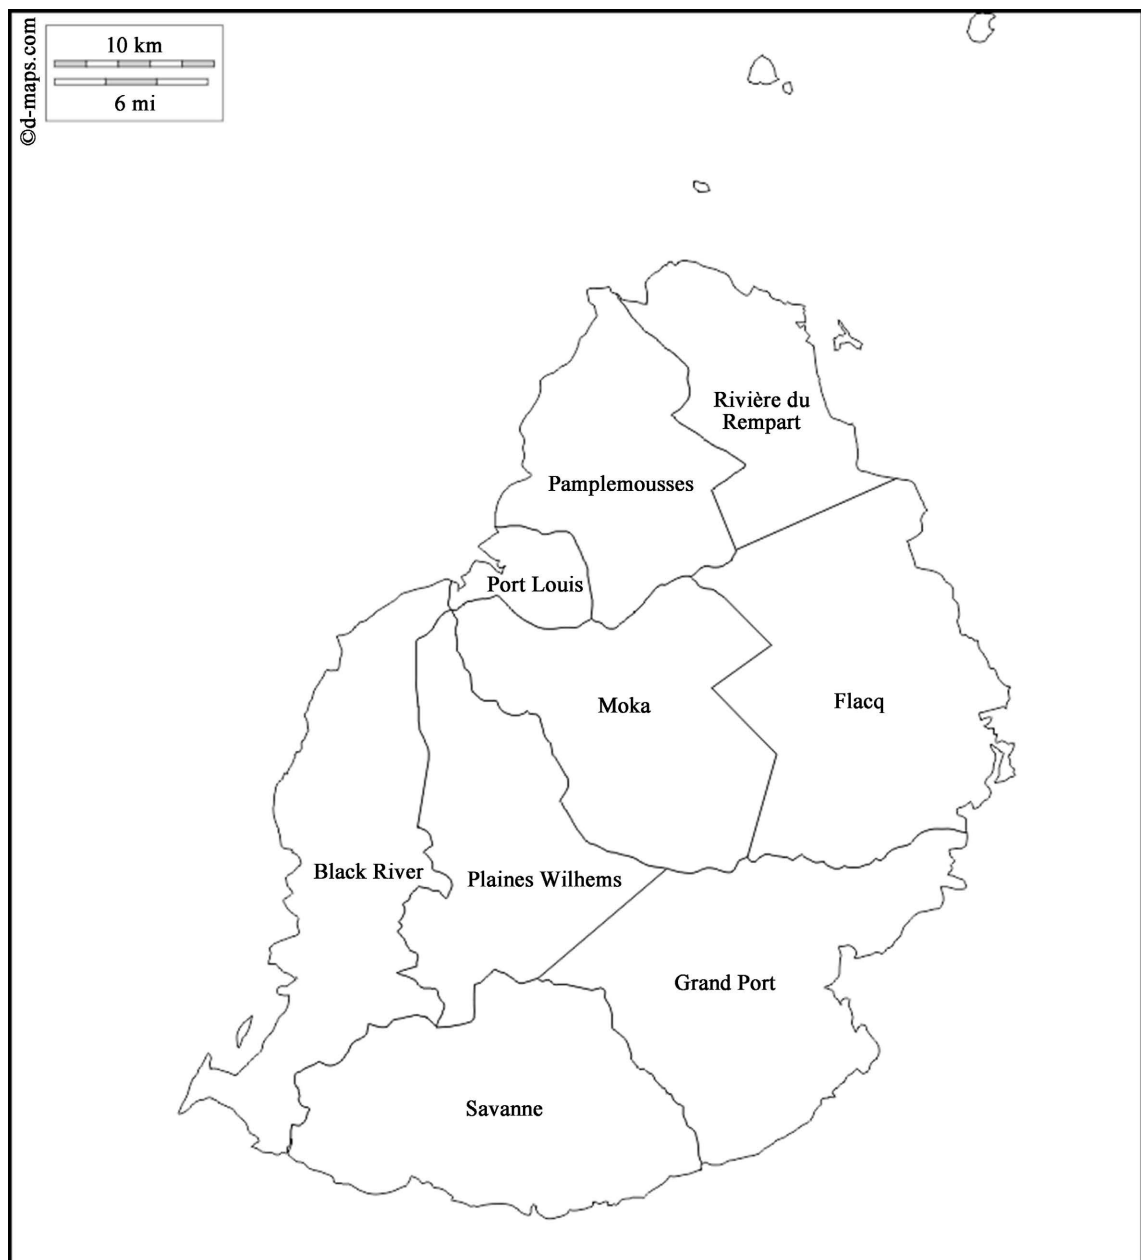 ©d-maps.com
10 km
6 mi
Rivière du
Rempart
Pamplemousses
Port Louis
Moka
Flacq
Black River
Plaines Wilhems
Grand Port
Savanne